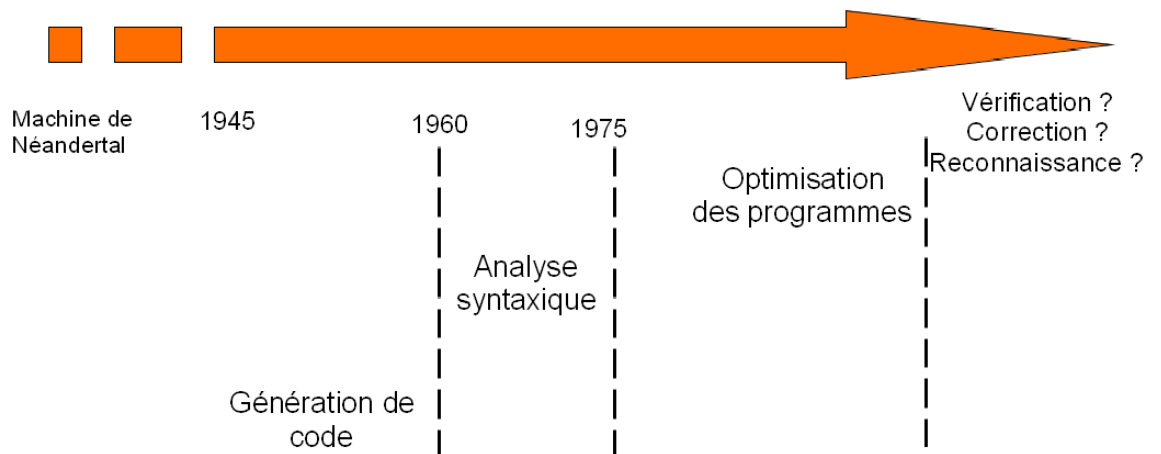 Machine de
Néandertal
1945
1960
1975
Vérification ?
Correction ?
Reconnaissance ?
Optimisation
des programmes
Analyse
syntaxique
Génération de
code